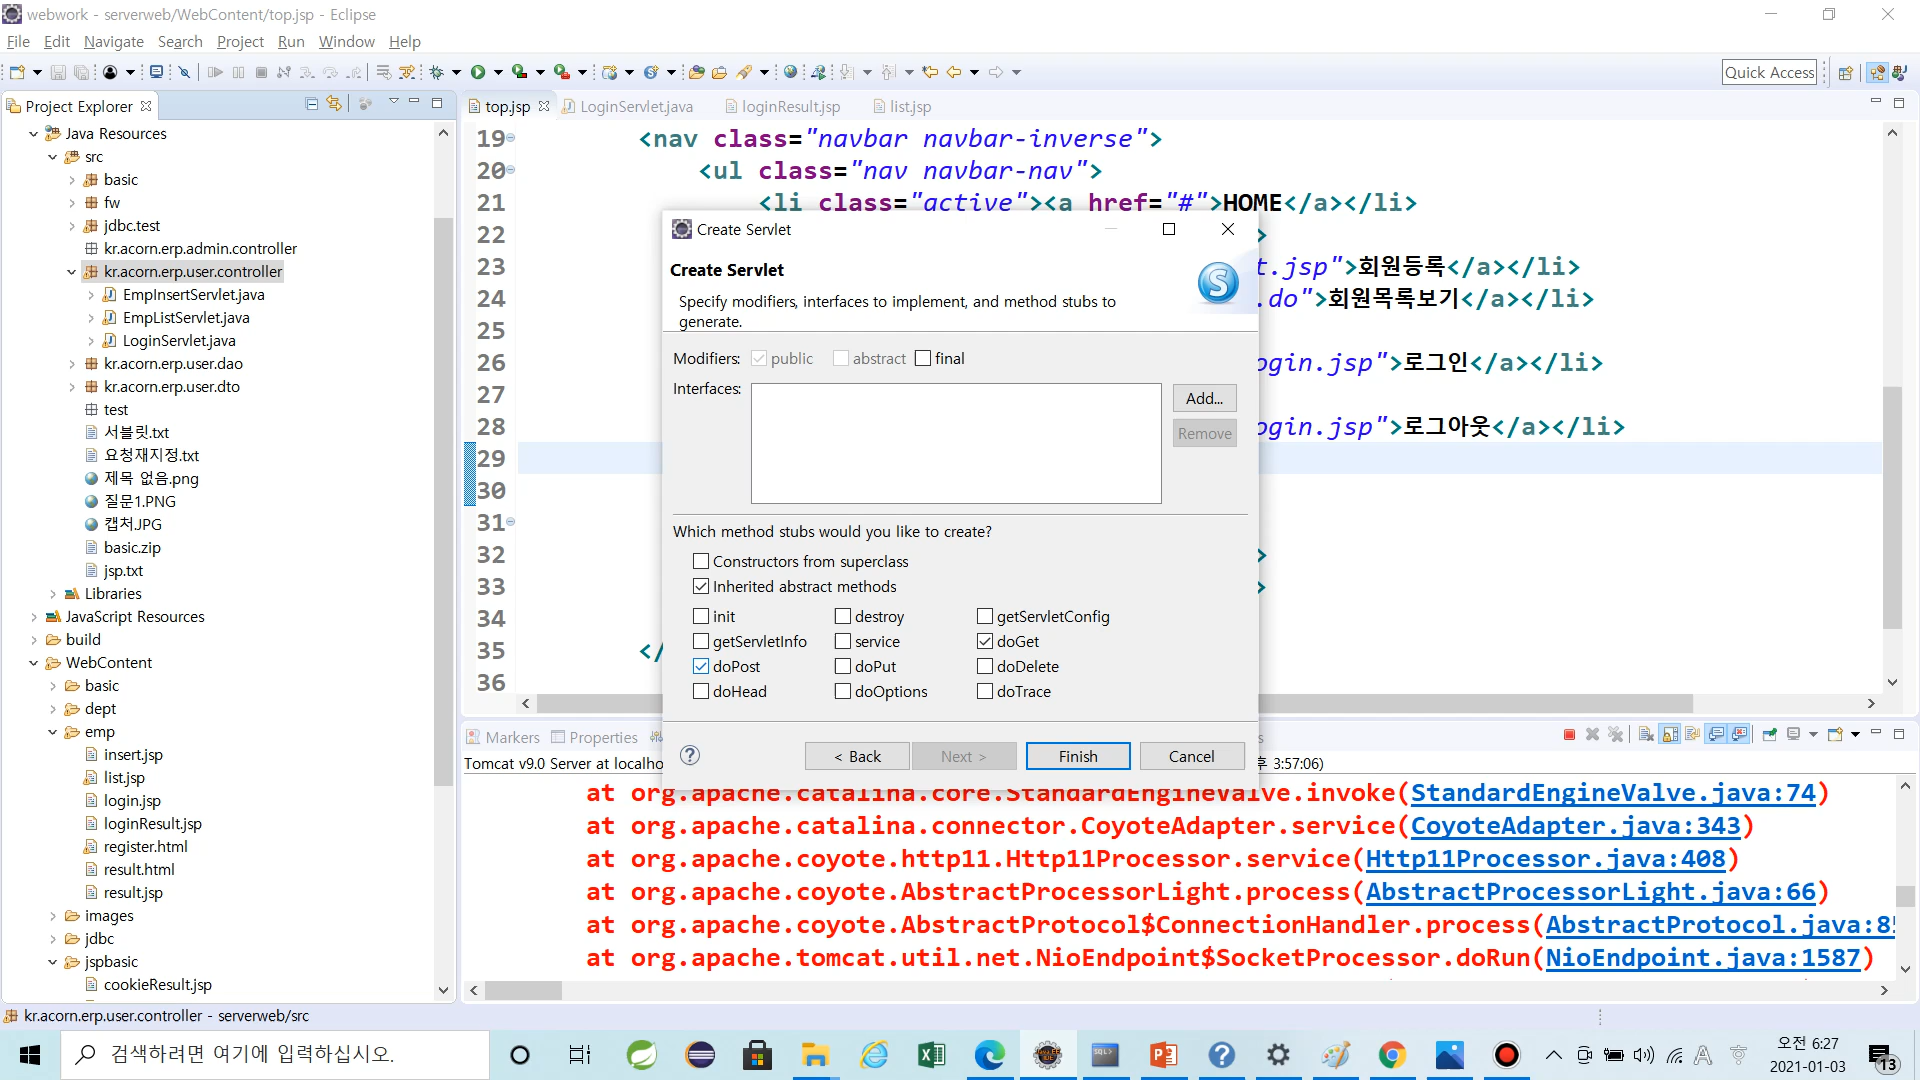 webwork - serverweb/WebContent/top.jsp - Eclipse
File Edit Navigate Search Project Run Window Help
Quick Access
Project Explorer
Java Resources
src
basic
fw
jdbc.test
kr.acorn.erp.admin.controller
kr.acorn.erp.user.controller
EmpInsertServlet.java
EmpListServlet.java
LoginServlet.java
kr.acorn.erp.user.dao
kr.acorn.erp.user.dto
test
서블릿.txt
요청재지정.txt
제목 없음.png
질문1.PNG
캡처.JPG
basic.zip
jsp.txt
Libraries
JavaScript Resources
build
WebContent
basic
dept
emp
insert.jsp
list.jsp
login.jsp
loginResult.jsp
register.html
result.html
result.jsp
images
jdbc
jspbasic
cookieResult.jsp
top.jsp LoginServlet.java loginResult.jsp list.jsp
19 <nav class="navbar navbar-inverse">
20 <ul class="nav navbar-nav">
21 <li class="active"><a href="#">HOME</a></li>
22 >
23 t.jsp">회원등록</a></li>
24 .do">회원목록보기</a></li>
25
26 ogin.jsp">로그인</a></li>
27
28 ogin.jsp">로그아웃</a></li>
29
30
31
32 >
33 >
34
35 </
36
Create Servlet
Create Servlet
Specify modifiers, interfaces to implement, and method stubs to
generate.
Modifiers: public abstract final
Interfaces:
Add...
Remove
Which method stubs would you like to create?
Constructors from superclass
Inherited abstract methods
init destroy getServletConfig
getServletInfo service doGet
doPost doPut doDelete
doHead doOptions doTrace
< Back Next > Finish Cancel
Markers Properties
Tomcat v9.0 Server at localho 후 3:57:06)
at org.apache.catalina.core.StandardEngineValve.invoke(StandardEngineValve.java:74)
at org.apache.catalina.connector.CoyoteAdapter.service(CoyoteAdapter.java:343)
at org.apache.coyote.http11.Http11Processor.service(Http11Processor.java:408)
at org.apache.coyote.AbstractProcessorLight.process(AbstractProcessorLight.java:66)
at org.apache.coyote.AbstractProtocol$ConnectionHandler.process(AbstractProtocol.java:8
at org.apache.tomcat.util.net.NioEndpoint$SocketProcessor.doRun(NioEndpoint.java:1587)
kr.acorn.erp.user.controller - serverweb/src
검색하려면 여기에 입력하십시오.
오전 6:27
2021-01-03
13